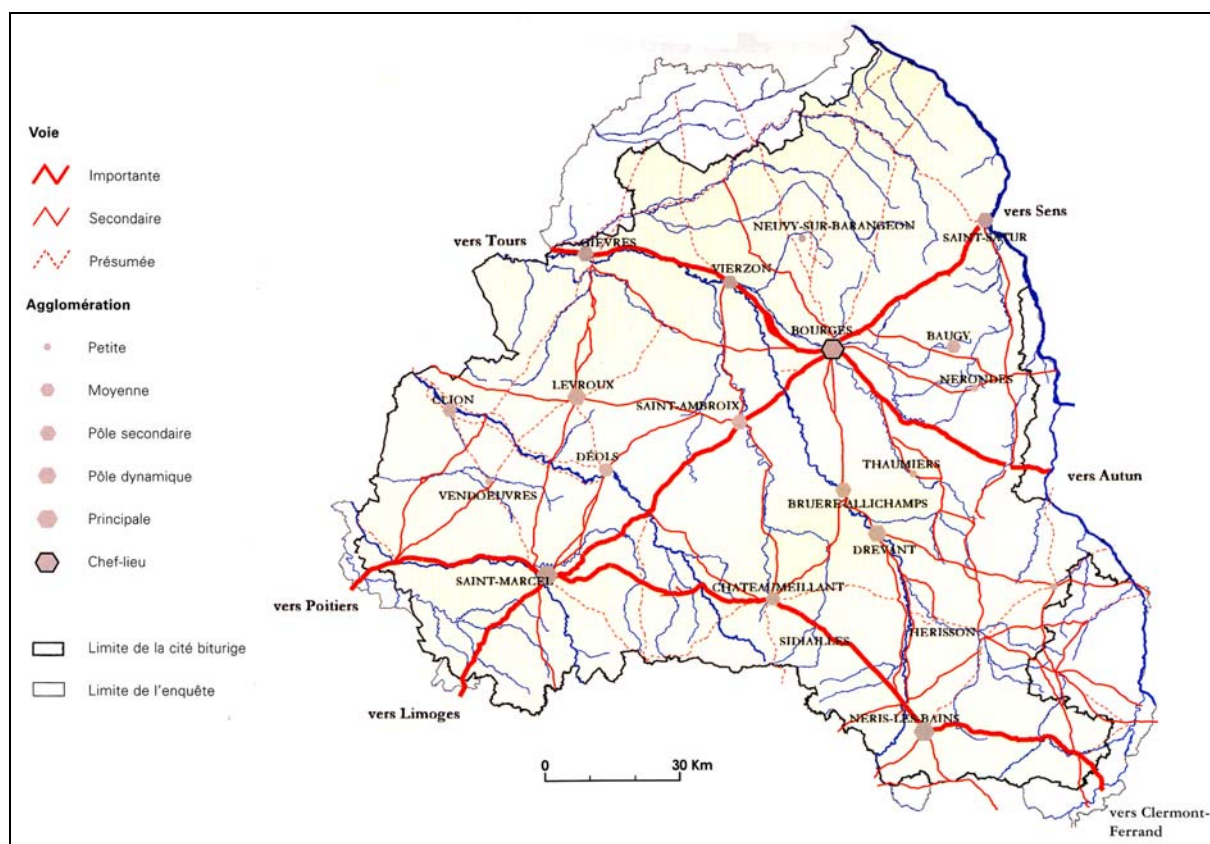 Voie
Importante
Secondaire
Présumée
Agglomération
Petite
Moyenne
Pôle secondaire
Pôle dynamique
Principale
Chef-lieu
Limite de la cité biturige
Limite de l'enquête
vers Sens
NEUVY-SUR-BARANGEON
SAINT-SATUR
vers Tours
GIEVRES
VIERZON
BOURGES
BAUGY
NERONDES
LEVROUX
CLION
SAINT-AMBROIX
DÉOLS
THAUMIERS
vers Autun
VENDOEUVRES
BRUERE ALLICHAMPS
DREVANT
SAINT-MARCEL
CHATEAUMEILLANT
vers Poitiers
SIDIAILLES
HERISSON
vers Limoges
NERIS-LES-BAINS
0 30 Km
vers Clermont-
Ferrand